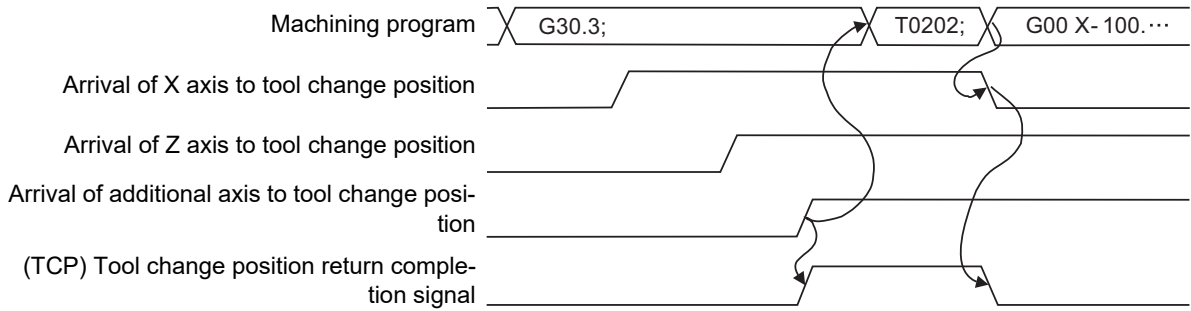 Machining program
G30.3; T0202; G00 X- 100.···
Arrival of X axis to tool change position
Arrival of Z axis to tool change position
Arrival of additional axis to tool change posi-
tion
(TCP) Tool change position return comple-
tion signal